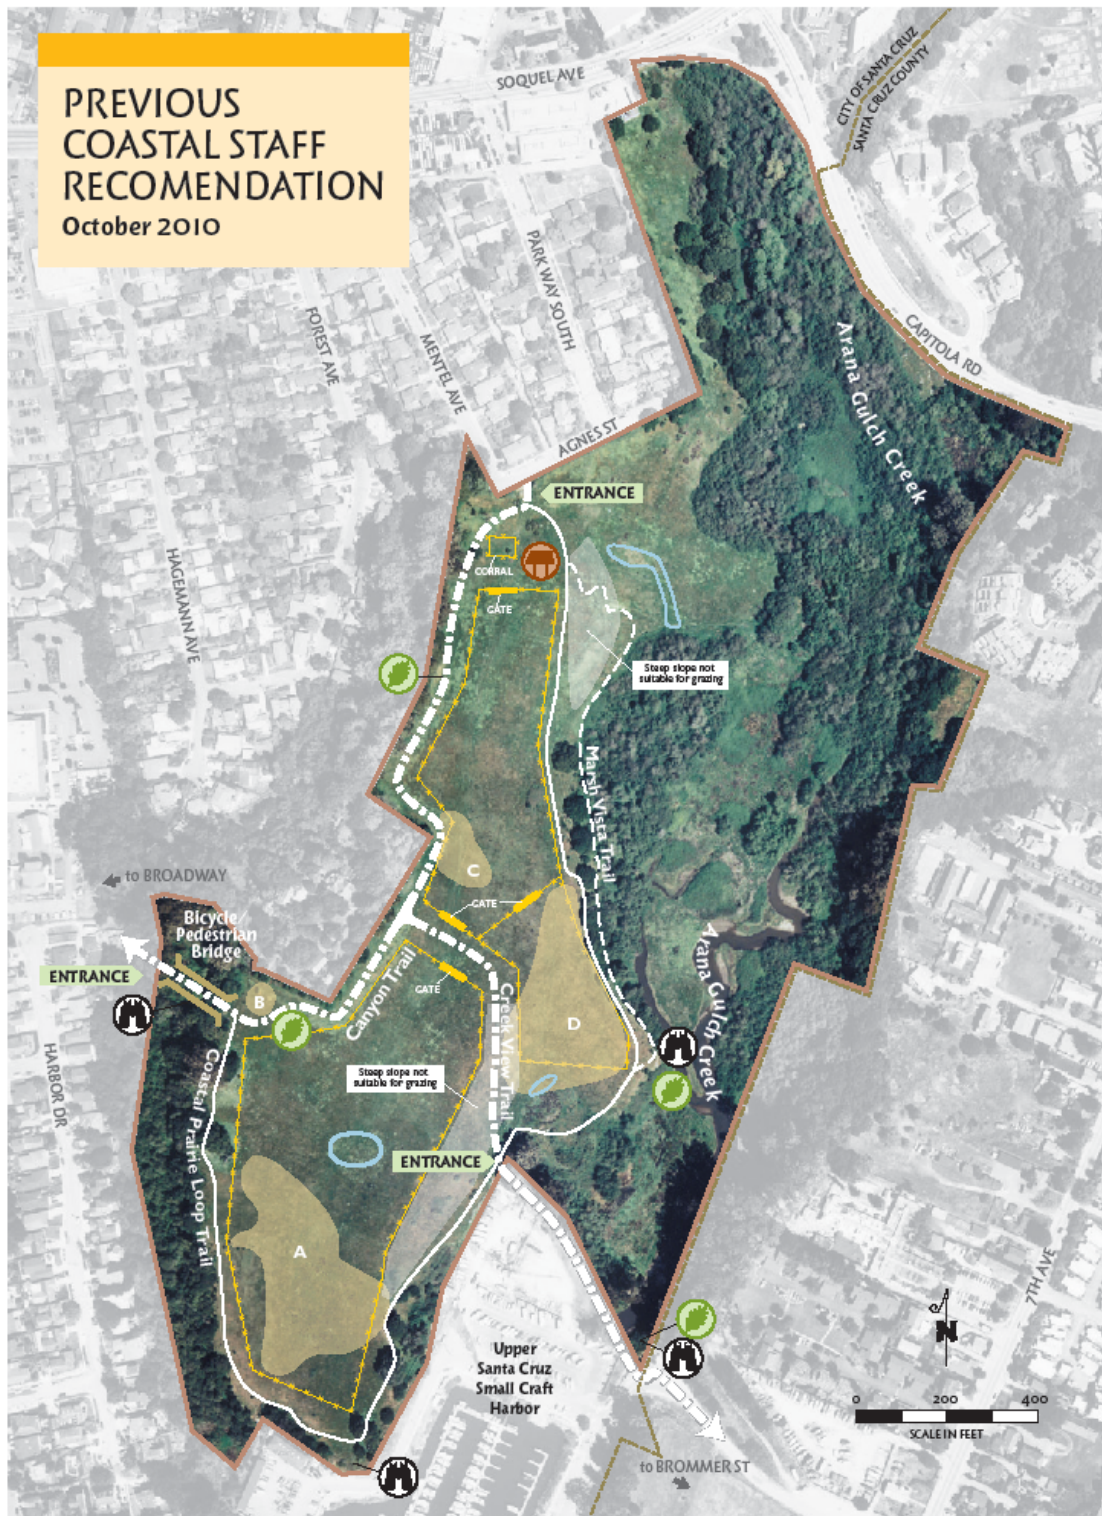 PREVIOUS
COASTAL STAFF
RECOMENDATION
October 2010
SOQUEL AVE
CITY OF SANTA CRUZ
SANTA CRUZ COUNTY
PARK WAY SOUTH
FOREST AVE
MENTEL AVE
CAPITOLA RD
Arana Gulch Creek
AGNES ST
ENTRANCE
HAGEMANN AVE
CORRAL
GATE
Steep slope not
suitable for grazing
Marsh Vista Trail
C
to BROADWAY
GATE
Bicycle/
Pedestrian
Bridge
ENTRANCE
B
Canyon Trail
GATE
Creek View Trail
D
Arana Gulch Creek
HARBOR DR
Coastal Prairie Loop Trail
Steep slope not
suitable for grazing
ENTRANCE
A
7TH AVE
N
Upper
Santa Cruz
Small Craft
Harbor
0 200 400
SCALE IN FEET
to BROMMER ST